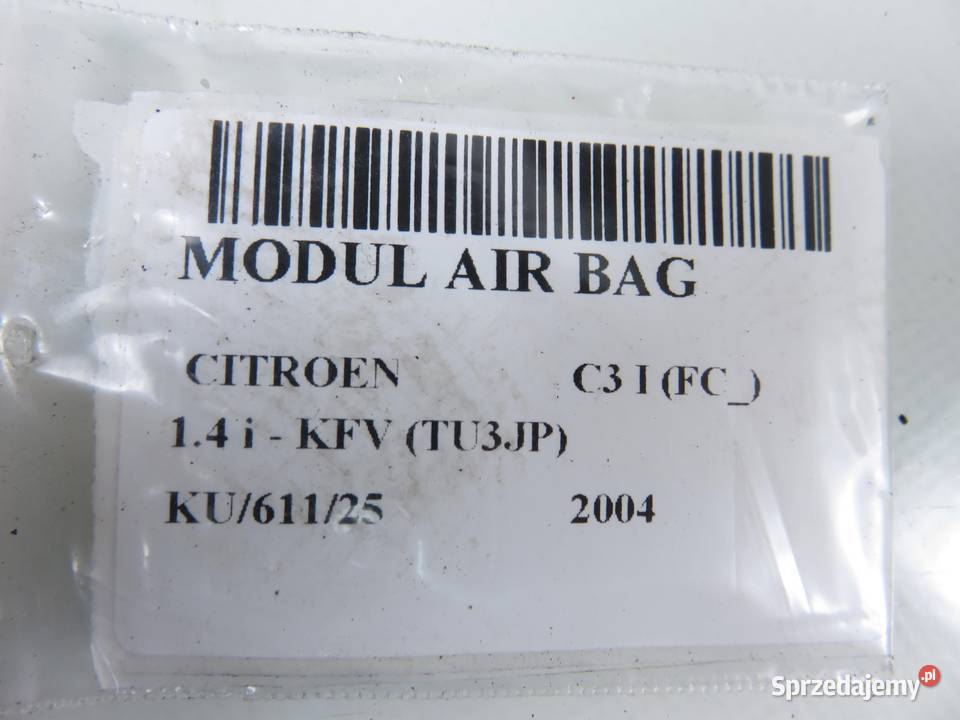 MODUL AIR BAG
CITROEN C3 I (FC_)
1.4 i - KFV (TU3JP)
KU/611/25 2004
Sprzedajemy.pl